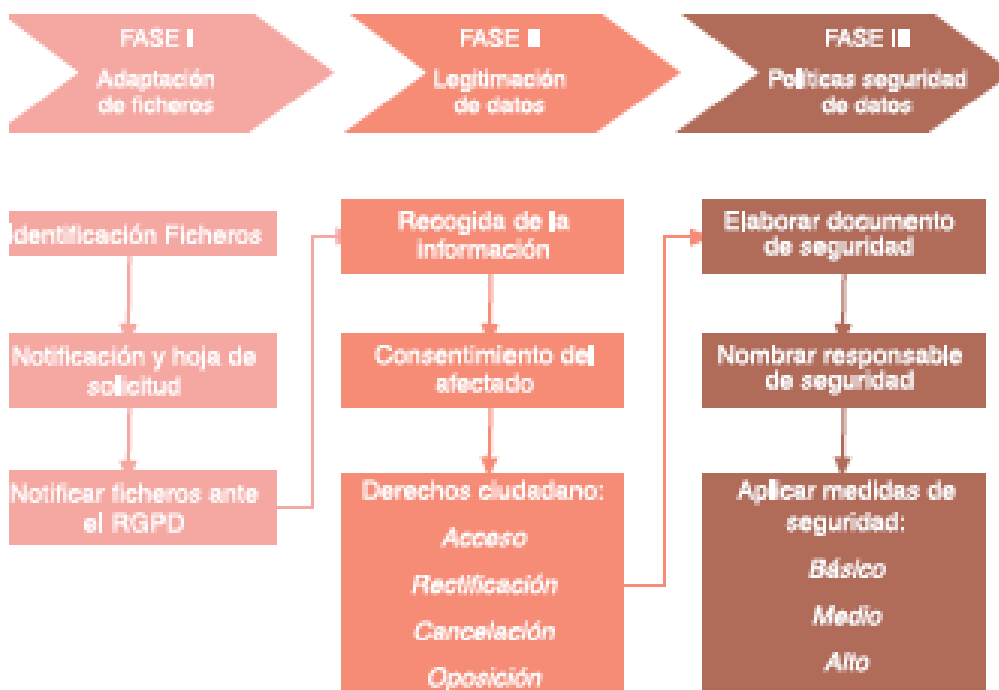 FASE I
Adaptación
de ficheros
FASE II
Legitimación
de datos
FASE III
Políticas seguridad
de datos
Identificación Ficheros
Notificación y hoja de
solicitud
Notificar ficheros ante
el RGPD
Recogida de la
información
Consentimiento del
afectado
Derechos ciudadano:
Acceso
Rectificación
Cancelación
Oposición
Elaborar documento
de seguridad
Nombrar responsable
de seguridad
Aplicar medidas de
seguridad:
Básico
Medio
Alto